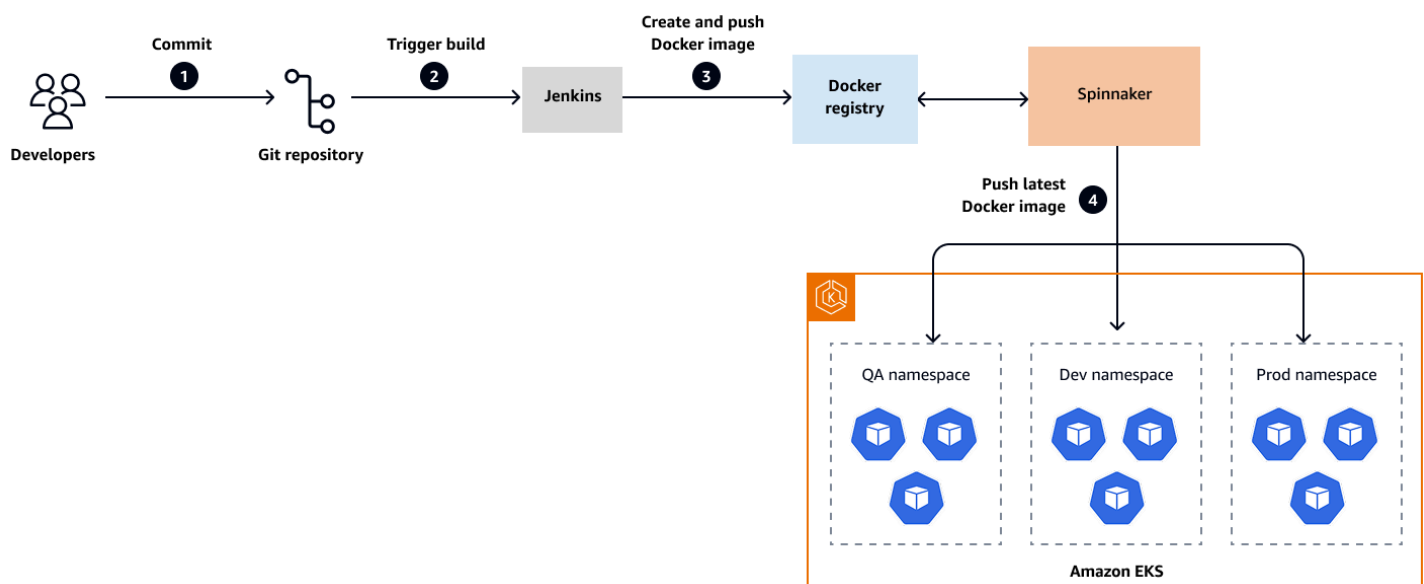 Commit
1
Trigger build
2
Create and push
Docker image
3
Developers
Git repository
Jenkins
Docker
registry
Spinnaker
Push latest
Docker image
4
K
QA namespace
Dev namespace
Prod namespace
Amazon EKS